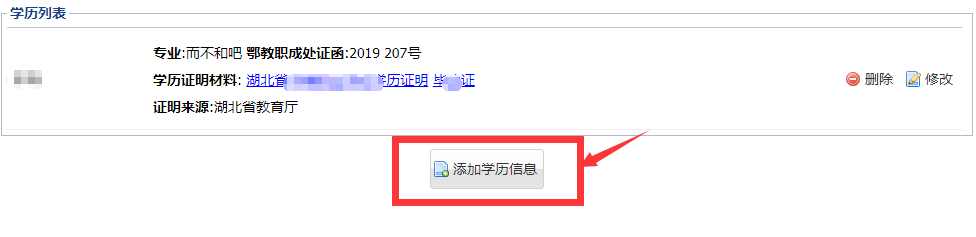 学历列表
专业:而不和吧 鄂教职成处证函:2019 207号
学历证明材料: 湖北省 学历证明 毕 证
删除 修改
证明来源:湖北省教育厅
添加学历信息